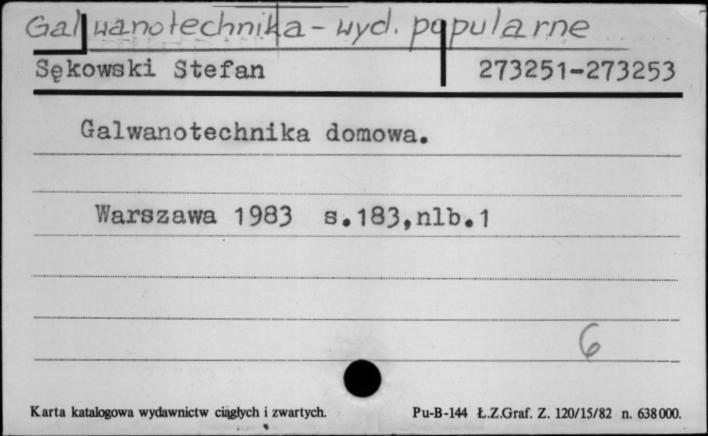 Galwanotechnika - wyd. popularne
Sękowski Stefan 273251-273253
Galwanotechnika domowa.
Warszawa 1983 s.183,nlb.1
6
Karta katalogowa wydawnictw ciągłych i zwartych. Pu-B-144 Ł.Z.Graf. Z. 120/15/82 n. 638000.